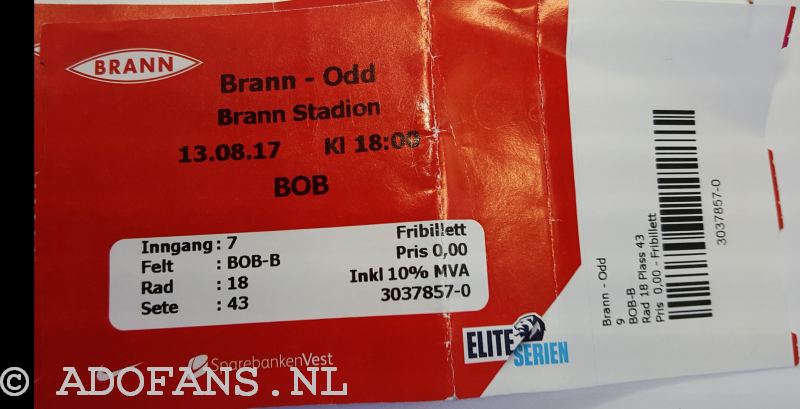 BRANN
Brann - Odd
Brann Stadion
13.08.17 Kl 18:00
BOB
Inngang : 7
Felt : BOB-B
Rad : 18
Sete : 43
Fribillett
Pris 0,00
Inkl 10% MVA
3037857-0
SparebankenVest
ELITE
SERIEN
Brann - Odd
9
BOB-B
Rad 18 Plass 43
Pris 0,00 - Fribillett
3037857-0
© ADOFANS.NL